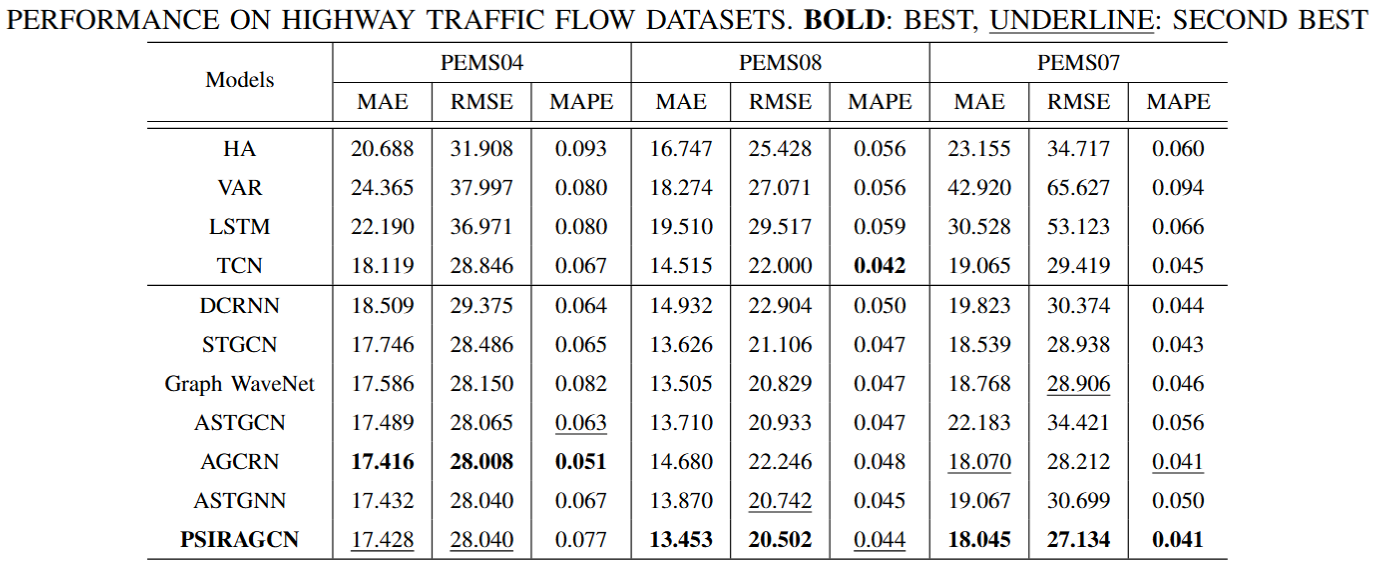 PERFORMANCE ON HIGHWAY TRAFFIC FLOW DATASETS. BOLD: BEST, UNDERLINE: SECOND BEST
Models PEMS04 PEMS08 PEMS07
MAE RMSE MAPE MAE RMSE MAPE MAE RMSE MAPE
HA 20.688 31.908 0.093 16.747 25.428 0.056 23.155 34.717 0.060
VAR 24.365 37.997 0.080 18.274 27.071 0.056 42.920 65.627 0.094
LSTM 22.190 36.971 0.080 19.510 29.517 0.059 30.528 53.123 0.066
TCN 18.119 28.846 0.067 14.515 22.000 0.042 19.065 29.419 0.045
DCRNN 18.509 29.375 0.064 14.932 22.904 0.050 19.823 30.374 0.044
STGCN 17.746 28.486 0.065 13.626 21.106 0.047 18.539 28.938 0.043
Graph WaveNet 17.586 28.150 0.082 13.505 20.829 0.047 18.768 28.906 0.046
ASTGCN 17.489 28.065 0.063 13.710 20.933 0.047 22.183 34.421 0.056
AGCRN 17.416 28.008 0.051 14.680 22.246 0.048 18.070 28.212 0.041
ASTGNN 17.432 28.040 0.067 13.870 20.742 0.045 19.067 30.699 0.050
PSIRAGCN 17.428 28.040 0.077 13.453 20.502 0.044 18.045 27.134 0.041